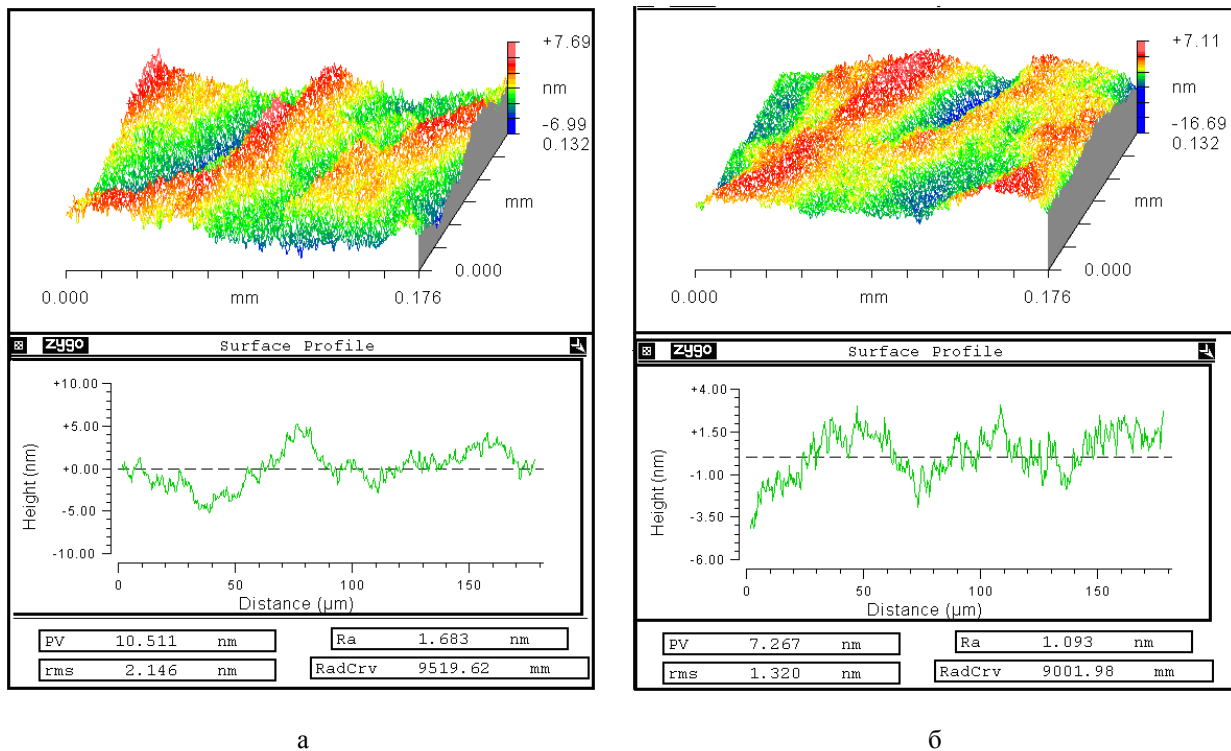 +7.69
nm
-6.99
0.132
mm
0.000
0.000
mm
0.176
zygo
Surface Profile
+10.00
+5.00
+0.00
-5.00
-10.00
Height (nm)
0
50
100
150
Distance (µm)
PV 10.511 nm
Ra 1.683 nm
rms 2.146 nm
RadCrv 9519.62 mm
а
+7.11
nm
-16.69
0.132
mm
0.000
0.000
mm
0.176
zygo
Surface Profile
+4.00
+1.50
-1.00
-3.50
-6.00
Height (nm)
0
50
100
150
Distance (µm)
PV 7.267 nm
Ra 1.093 nm
rms 1.320 nm
RadCrv 9001.98 mm
б